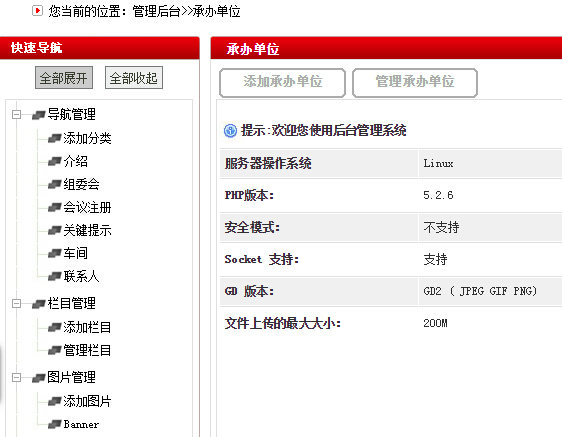 您当前的位置：管理后台>>承办单位
快速导航
全部展开 全部收起
导航管理
添加分类
介绍
组委会
会议注册
关键提示
车间
联系人
栏目管理
添加栏目
管理栏目
图片管理
添加图片
Banner
承办单位
添加承办单位 管理承办单位
提示:欢迎您使用后台管理系统
服务器操作系统 Linux
PHP版本： 5.2.6
安全模式： 不支持
Socket 支持： 支持
GD 版本： GD2 ( JPEG GIF PNG)
文件上传的最大大小： 200M